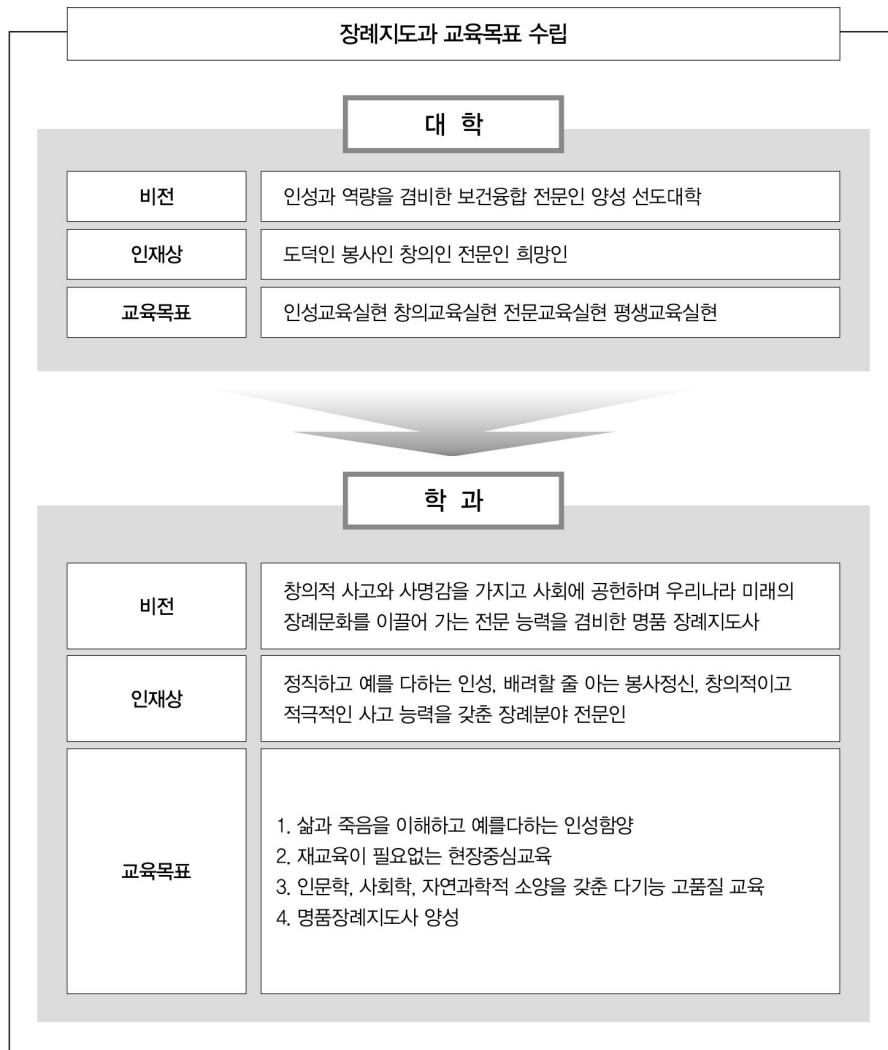 장례지도과 교육목표 수립
대 학
비전
인성과 역량을 겸비한 보건융합 전문인 양성 선도대학
인재상
도덕인 봉사인 창의인 전문인 희망인
교육목표
인성교육실현 창의교육실현 전문교육실현 평생교육실현
학 과
비전
창의적 사고와 사명감을 가지고 사회에 공헌하며 우리나라 미래의
장례문화를 이끌어 가는 전문 능력을 겸비한 명품 장례지도사
인재상
정직하고 예를 다하는 인성, 배려할 줄 아는 봉사정신, 창의적이고
적극적인 사고 능력을 갖춘 장례분야 전문인
교육목표
1. 삶과 죽음을 이해하고 예를다하는 인성함양
2. 재교육이 필요없는 현장중심교육
3. 인문학, 사회학, 자연과학적 소양을 갖춘 다기능 고품질 교육
4. 명품장례지도사 양성